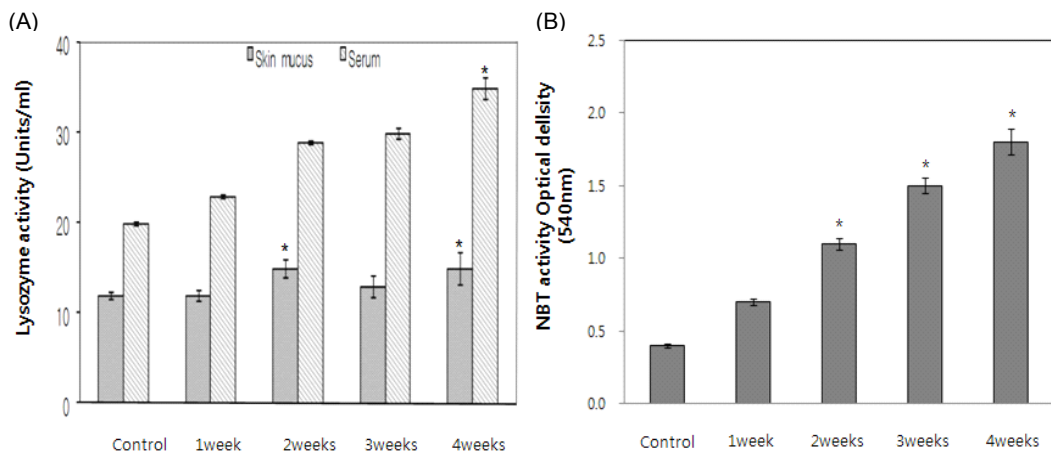 (A)
Lysozyme activity (Units/ml)
40
30
20
10
0
Skin mucus Serum
*
*
*
Control 1week 2weeks 3weeks 4weeks
(B)
NBT activity Optical dellsity
(540nm)
2.5
2.0
1.5
1.0
0.5
0.0
*
*
*
Control 1week 2weeks 3weeks 4weeks